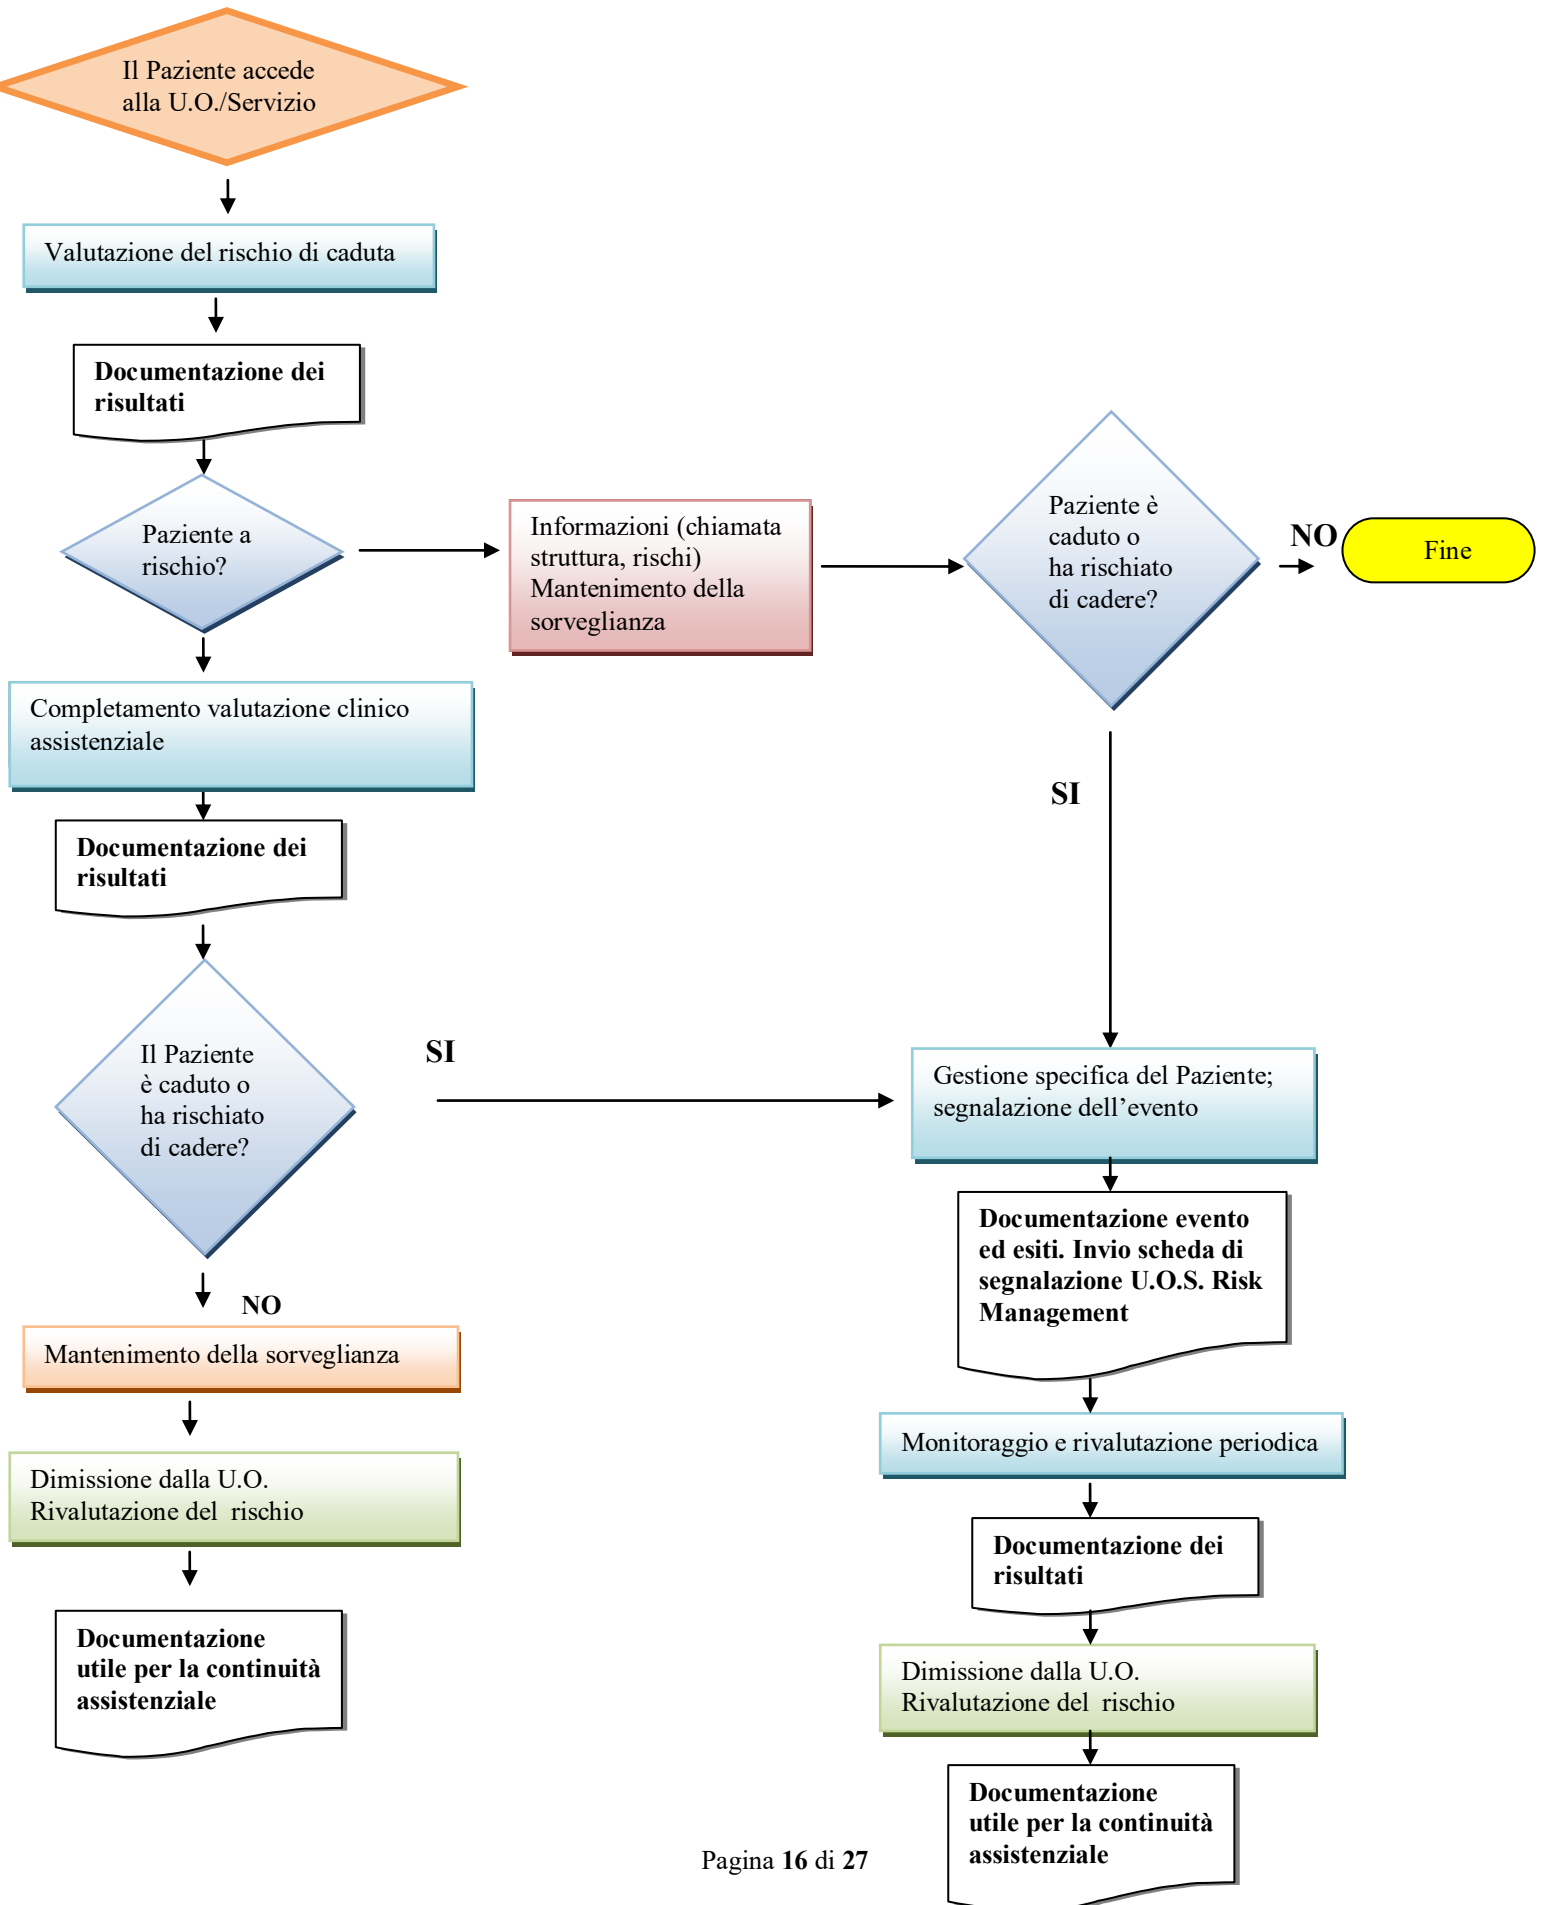 Il Paziente accede
alla U.O./Servizio
Valutazione del rischio di caduta
Documentazione dei
risultati
Paziente a
rischio?
Informazioni (chiamata
struttura, rischi)
Mantenimento della
sorveglianza
Paziente è
caduto o
ha rischiato
di cadere?
NO
Fine
Completamento valutazione clinico
assistenziale
SI
Documentazione dei
risultati
Il Paziente
è caduto o
ha rischiato
di cadere?
SI
Gestione specifica del Paziente;
segnalazione dell’evento
Documentazione evento
ed esiti. Invio scheda di
segnalazione U.O.S. Risk
Management
NO
Mantenimento della sorveglianza
Monitoraggio e rivalutazione periodica
Dimissione dalla U.O.
Rivalutazione del rischio
Documentazione dei
risultati
Documentazione
utile per la continuità
assistenziale
Dimissione dalla U.O.
Rivalutazione del rischio
Documentazione
utile per la continuità
assistenziale
Pagina 16 di 27